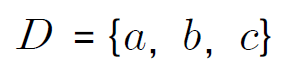 D = {a, b, c}